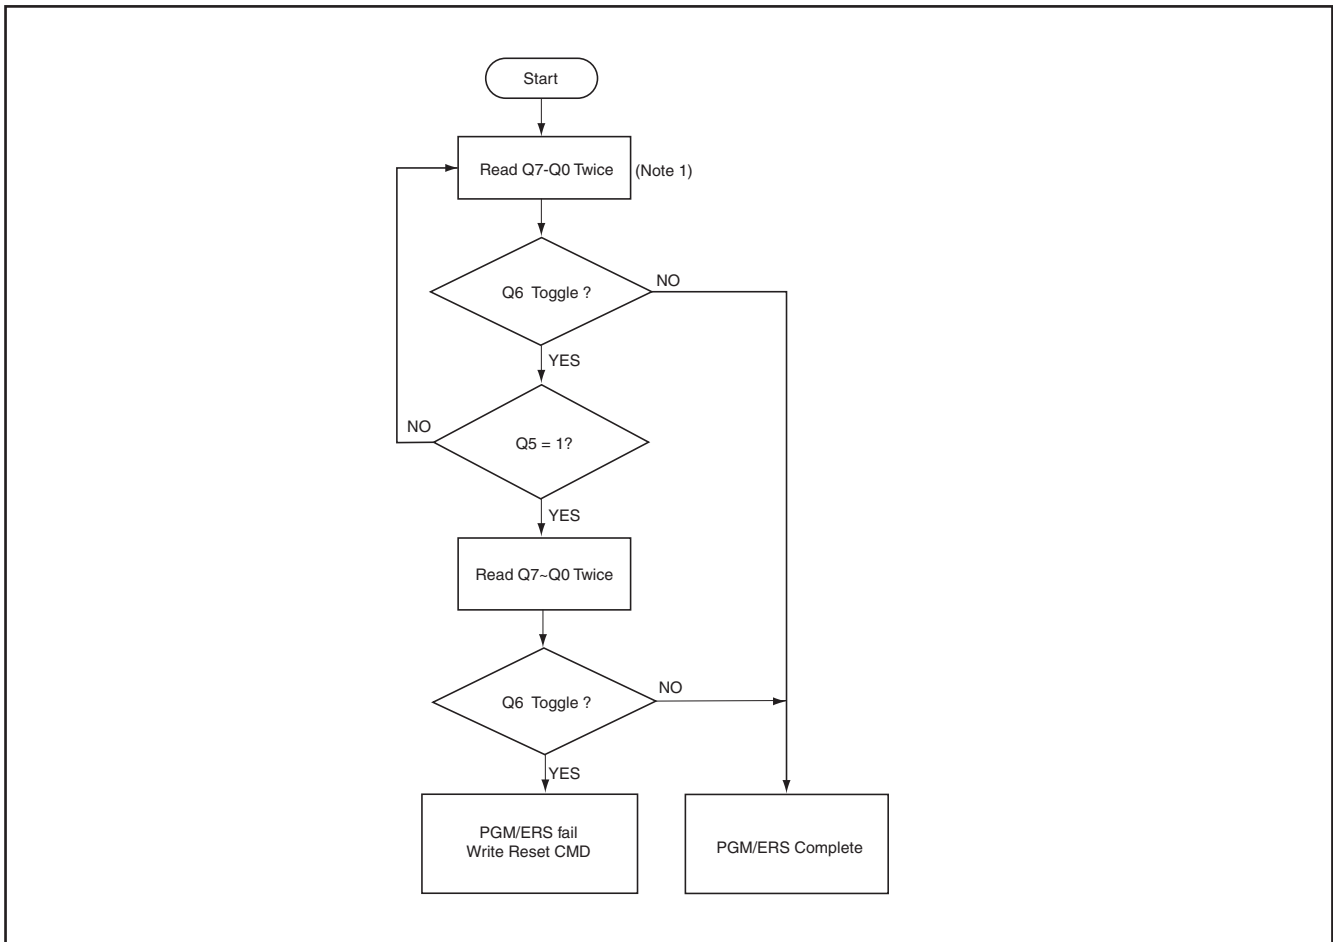 Start
Read Q7-Q0 Twice
(Note 1)
Q6 Toggle ?
NO
YES
Q5 = 1?
NO
YES
Read Q7~Q0 Twice
Q6 Toggle ?
NO
YES
PGM/ERS fail
Write Reset CMD
PGM/ERS Complete